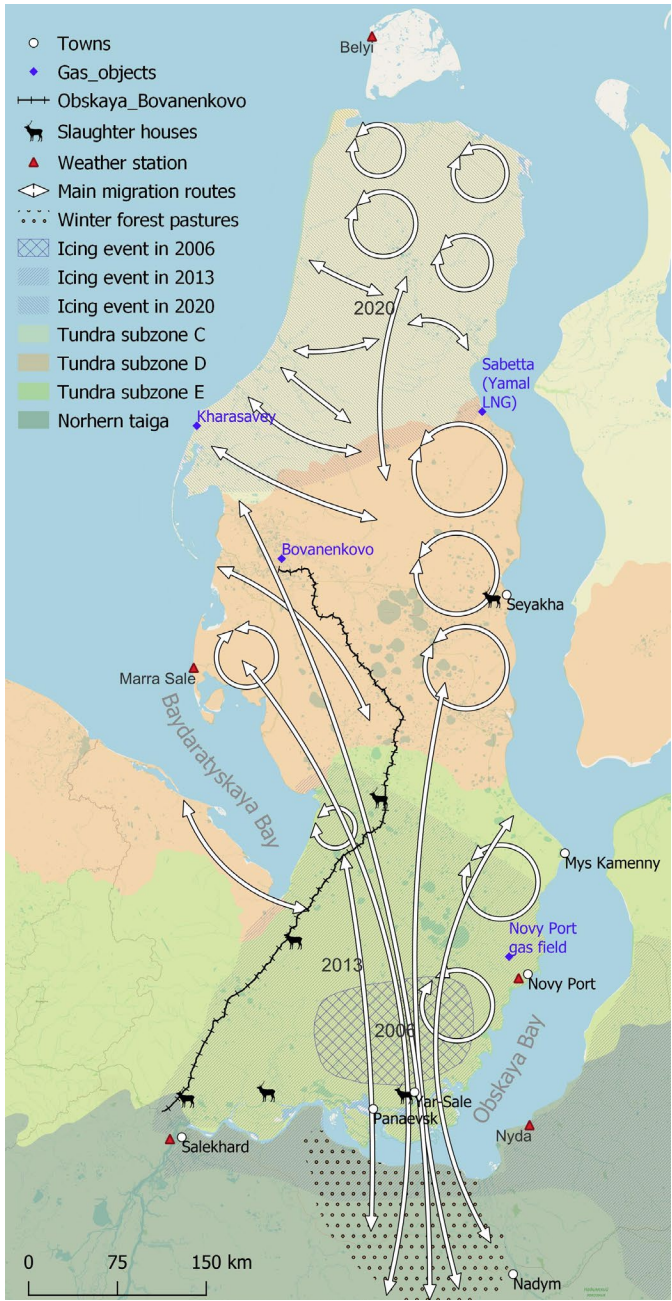 Belyi
Towns
Gas_objects
Obskaya_Bovanenkovo
Slaughter houses
Weather station
Main migration routes
Winter forest pastures
Icing event in 2006
Icing event in 2013
Icing event in 2020
Tundra subzone C
Tundra subzone D
Tundra subzone E
Norhern taiga
2020
Sabetta
(Yamal
LNG)
Kharasavey
Bovanenkovo
Seyakha
Marra Sale
Baydaratyskaya Bay
Mys Kamenny
Novy Port
gas field
2013
Novy Port
2006
Obskaya Bay
Yar-Sale
Panaevsk
Nyda
Salekhard
0 75 150 km
Nadym